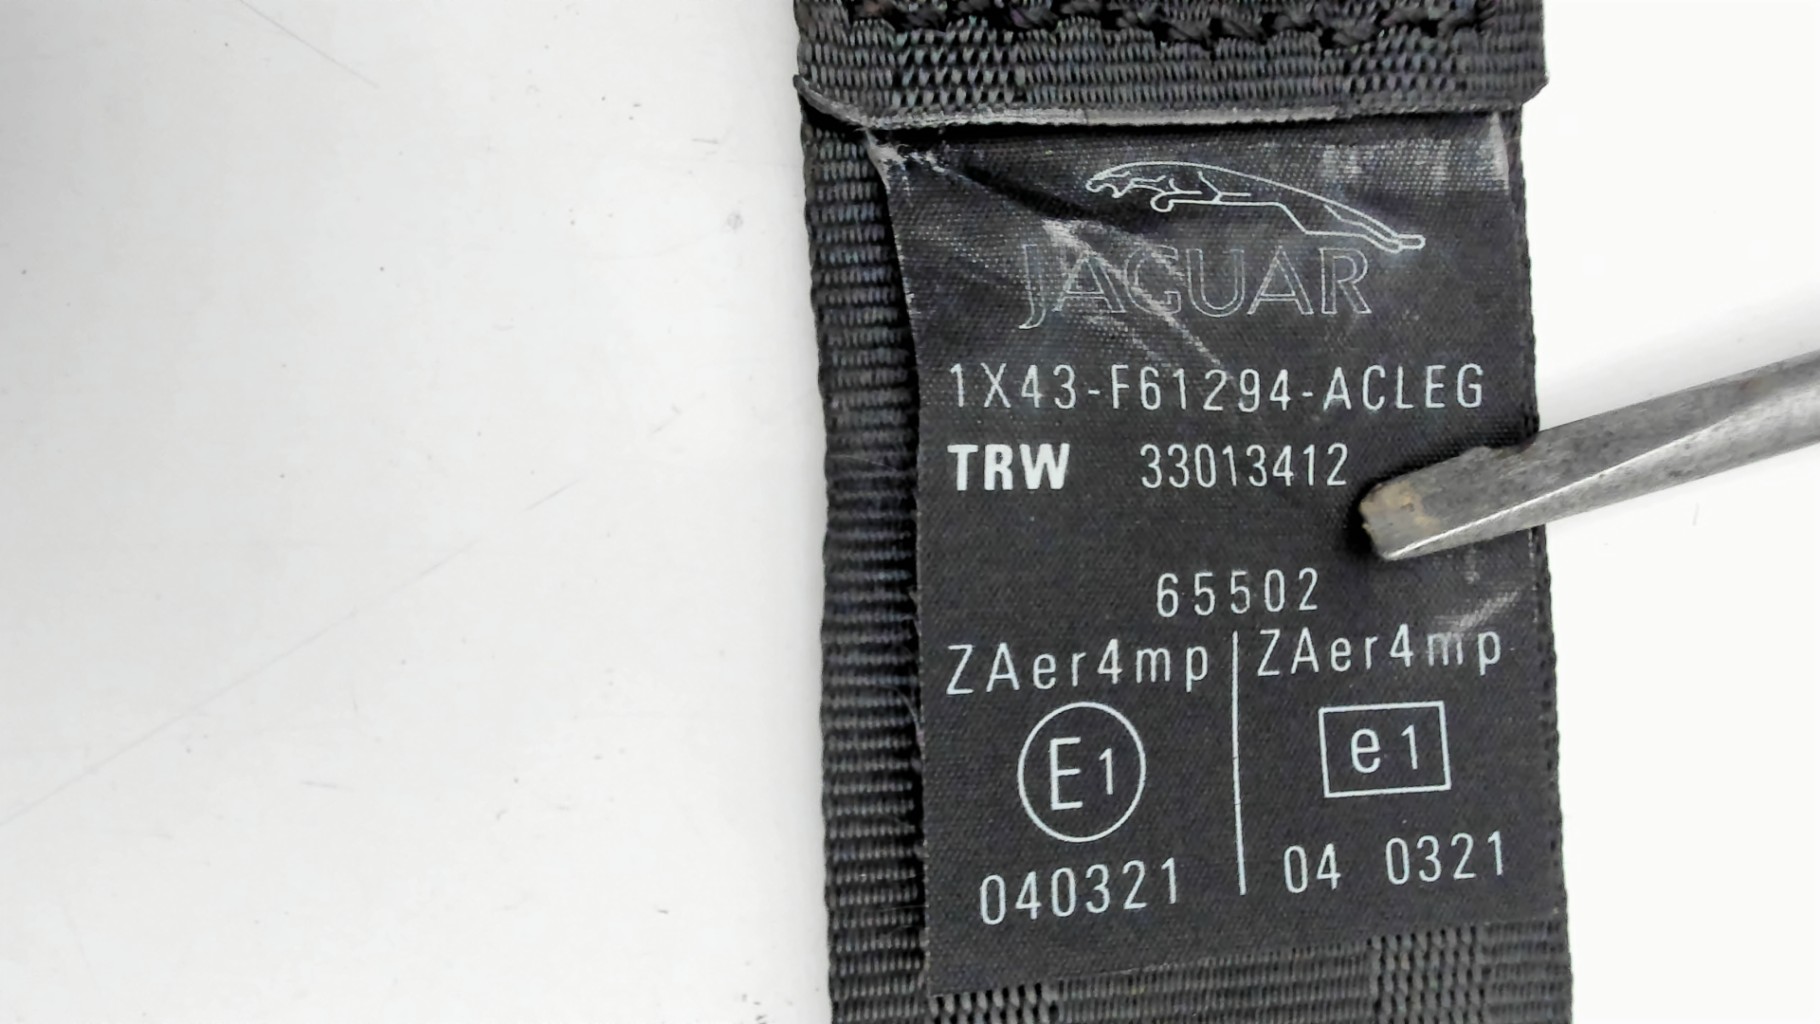 JAGUAR
1X43-F61294-ACLEG
TRW 33013412
65502
ZAer4mp | ZAer4mp
E1 e1
040321 04 0321